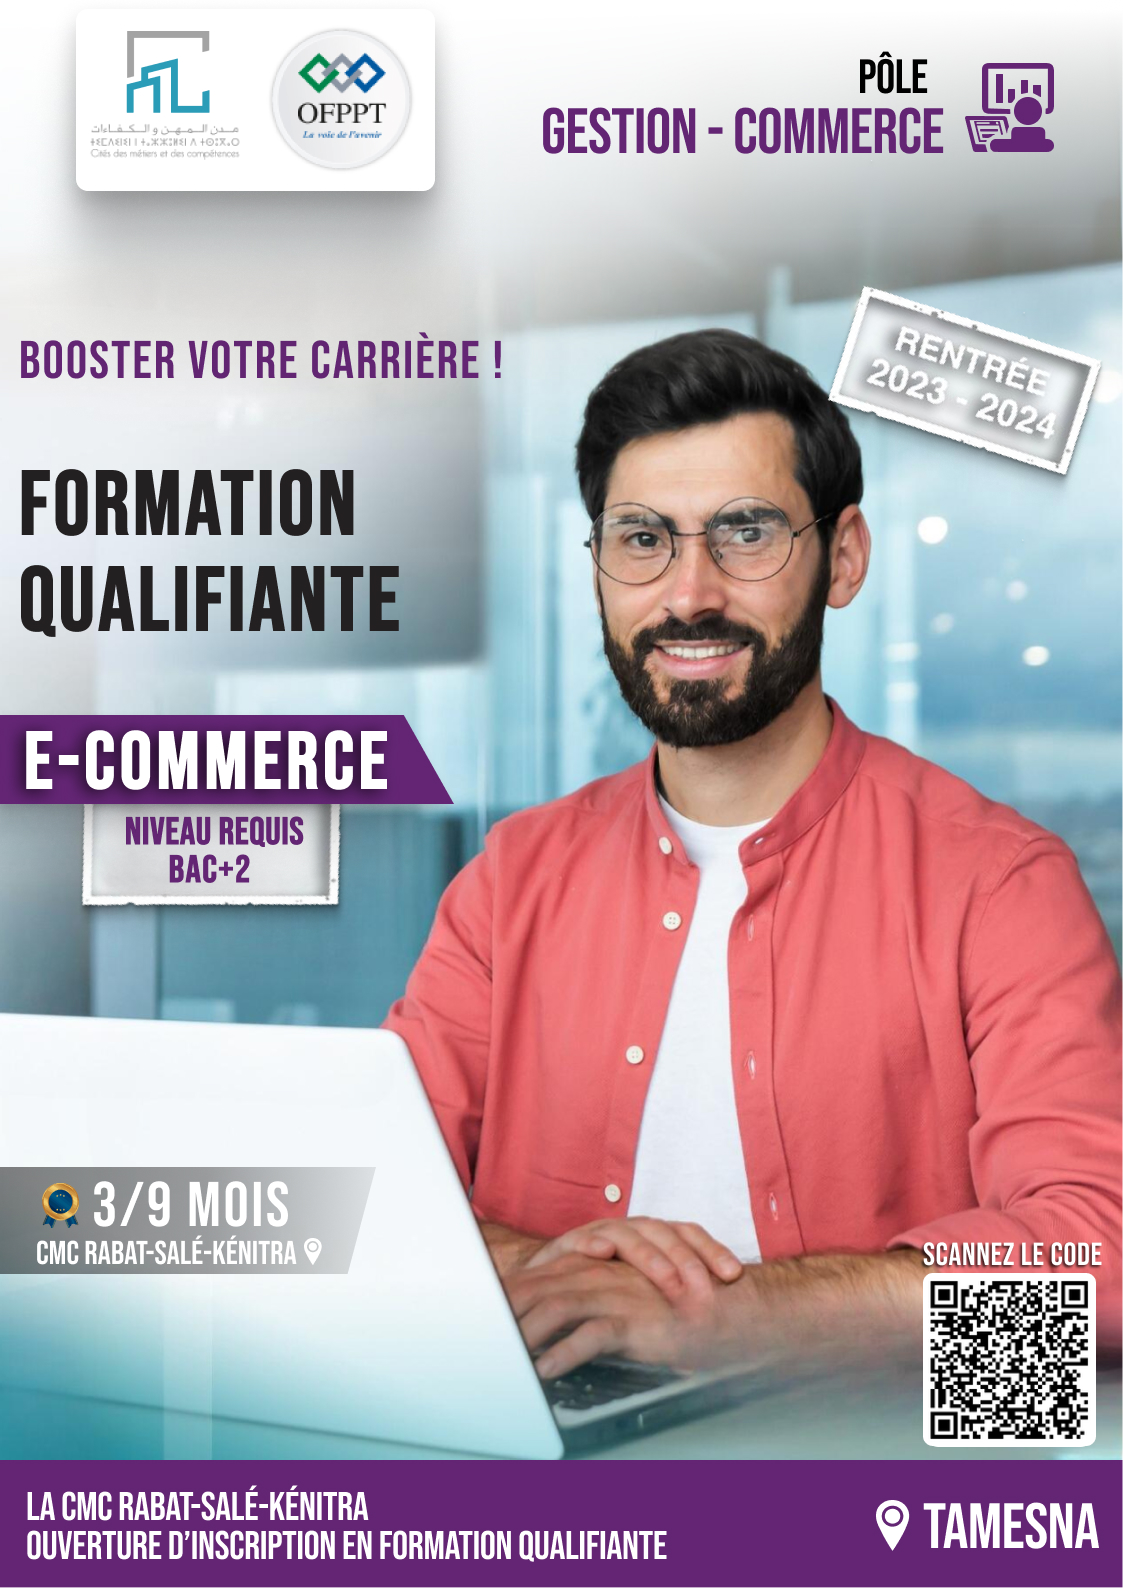 مدن المهن و الكفاءات
Cités des métiers et des compétences
OFPPT
La voie de l'avenir
PÔLE
GESTION - COMMERCE
RENTRÉE
2023 - 2024
BOOSTER VOTRE CARRIÈRE !
FORMATION
QUALIFIANTE
E-COMMERCE
NIVEAU REQUIS
BAC+2
3/9 MOIS
CMC RABAT-SALÉ-KÉNITRA
SCANNEZ LE CODE
LA CMC RABAT-SALÉ-KÉNITRA
OUVERTURE D'INSCRIPTION EN FORMATION QUALIFIANTE
TAMESNA